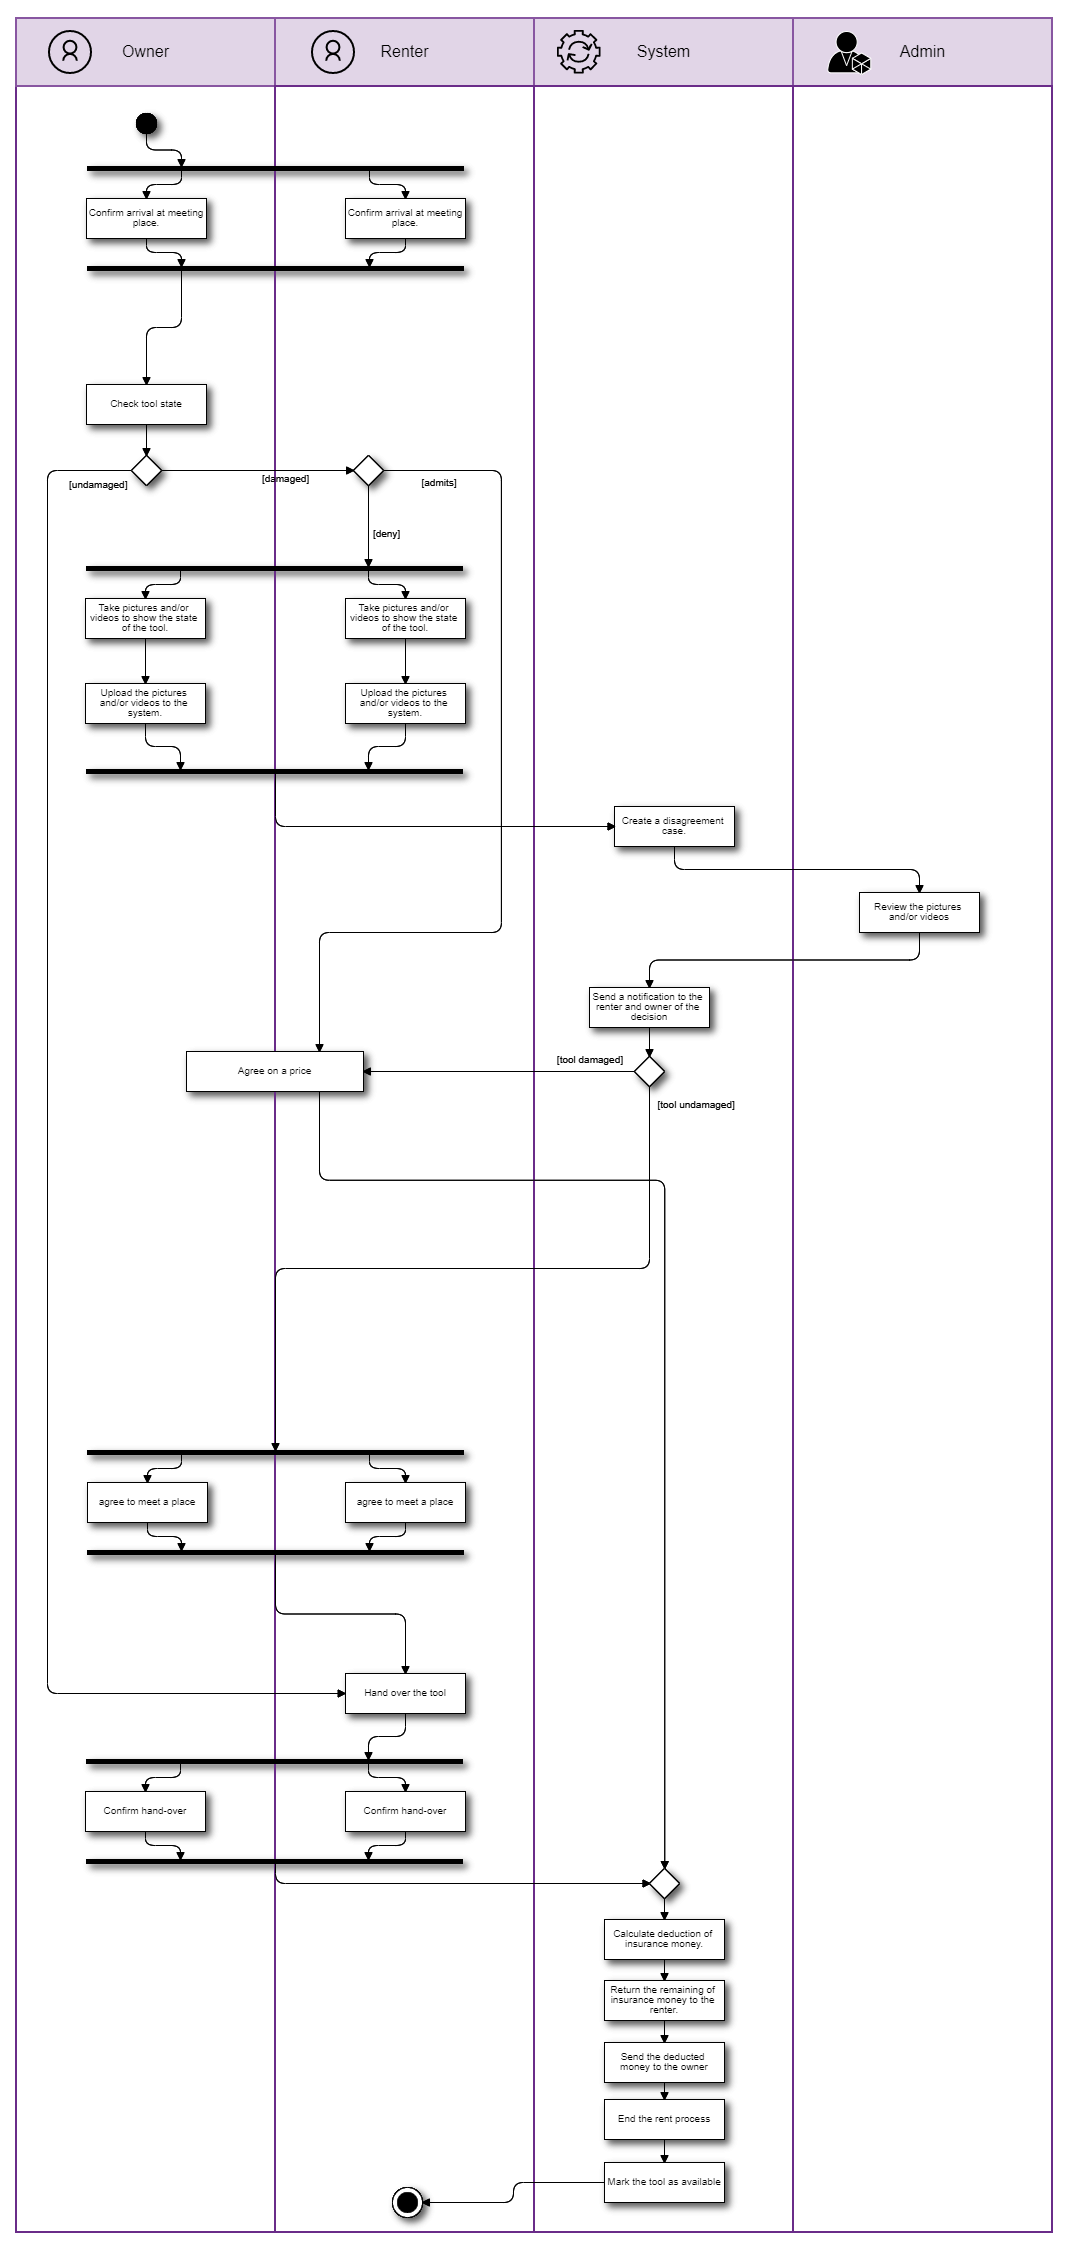 Owner
Renter
System
Admin
Confirm arrival at meeting
place.
Confirm arrival at meeting
place.
Check tool state
[undamaged]
[damaged]
[admits]
[deny]
Take pictures and/or
videos to show the state
of the tool.
Take pictures and/or
videos to show the state
of the tool.
Upload the pictures
and/or videos to the
system.
Upload the pictures
and/or videos to the
system.
Create a disagreement
case.
Review the pictures
and/or videos
Send a notification to the
renter and owner of the
decision
[tool damaged]
Agree on a price
[tool undamaged]
agree to meet a place
agree to meet a place
Hand over the tool
Confirm hand-over
Confirm hand-over
Calculate deduction of
insurance money.
Return the remaining of
insurance money to the
renter.
Send the deducted
money to the owner
End the rent process
Mark the tool as available